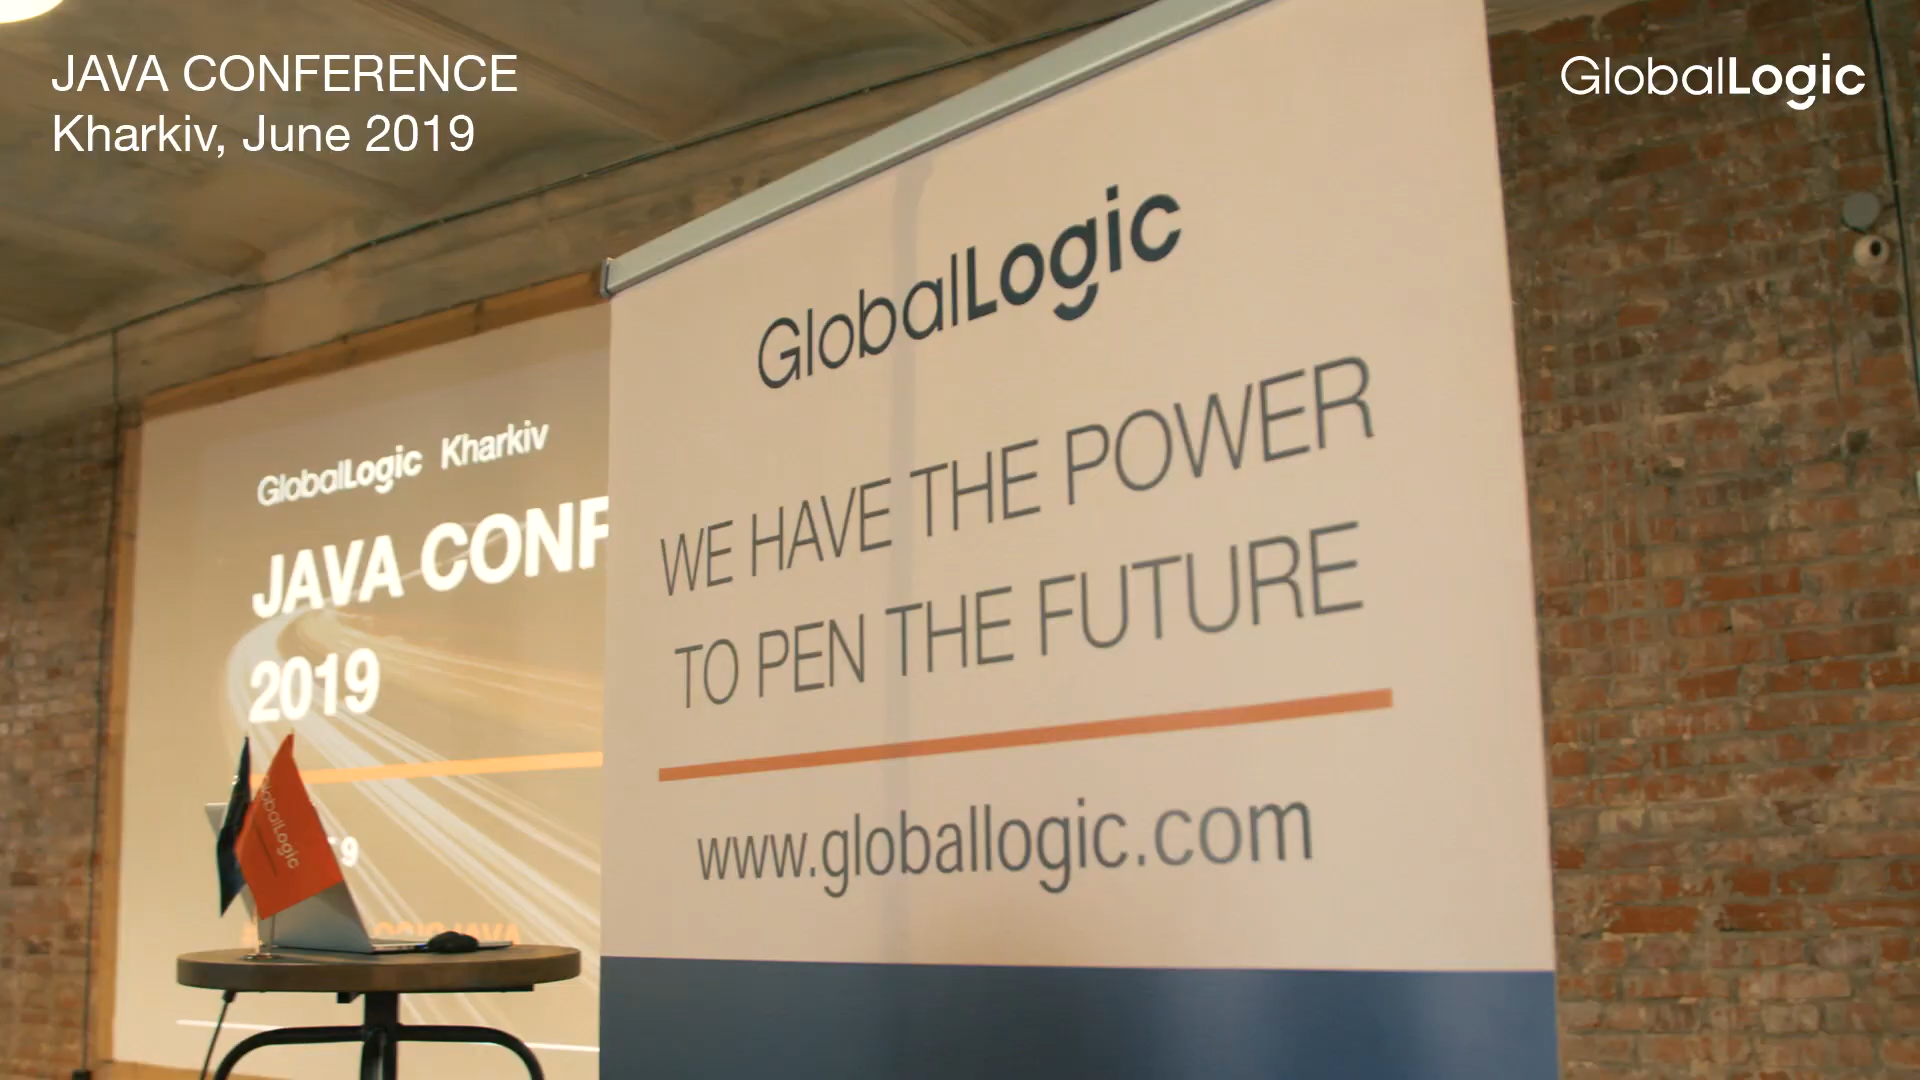 JAVA CONFERENCE
Kharkiv, June 2019
GlobalLogic
GlobalLogic
WE HAVE THE POWER
TO PEN THE FUTURE
www.globallogic.com
GlobalLogic Kharkiv
JAVA CONF
2019
GlobalLogic